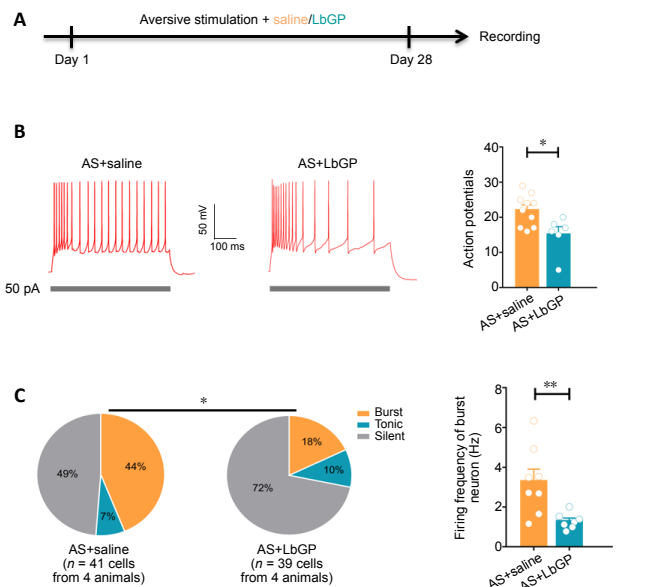 A
Aversive stimulation + saline/LbGP
Recording
Day 1
Day 28
B
AS+saline
AS+LbGP
50 mV
100 ms
50 pA
*
Action potentials
40
30
20
10
0
AS+saline
AS+LbGP
C
*
49%
44%
7%
18%
10%
72%
Burst
Tonic
Silent
AS+saline
(n = 41 cells
from 4 animals)
AS+LbGP
(n = 39 cells
from 4 animals)
**
Firing frequency of burst
neuron (Hz)
8
6
4
2
0
AS+saline
AS+LbGP